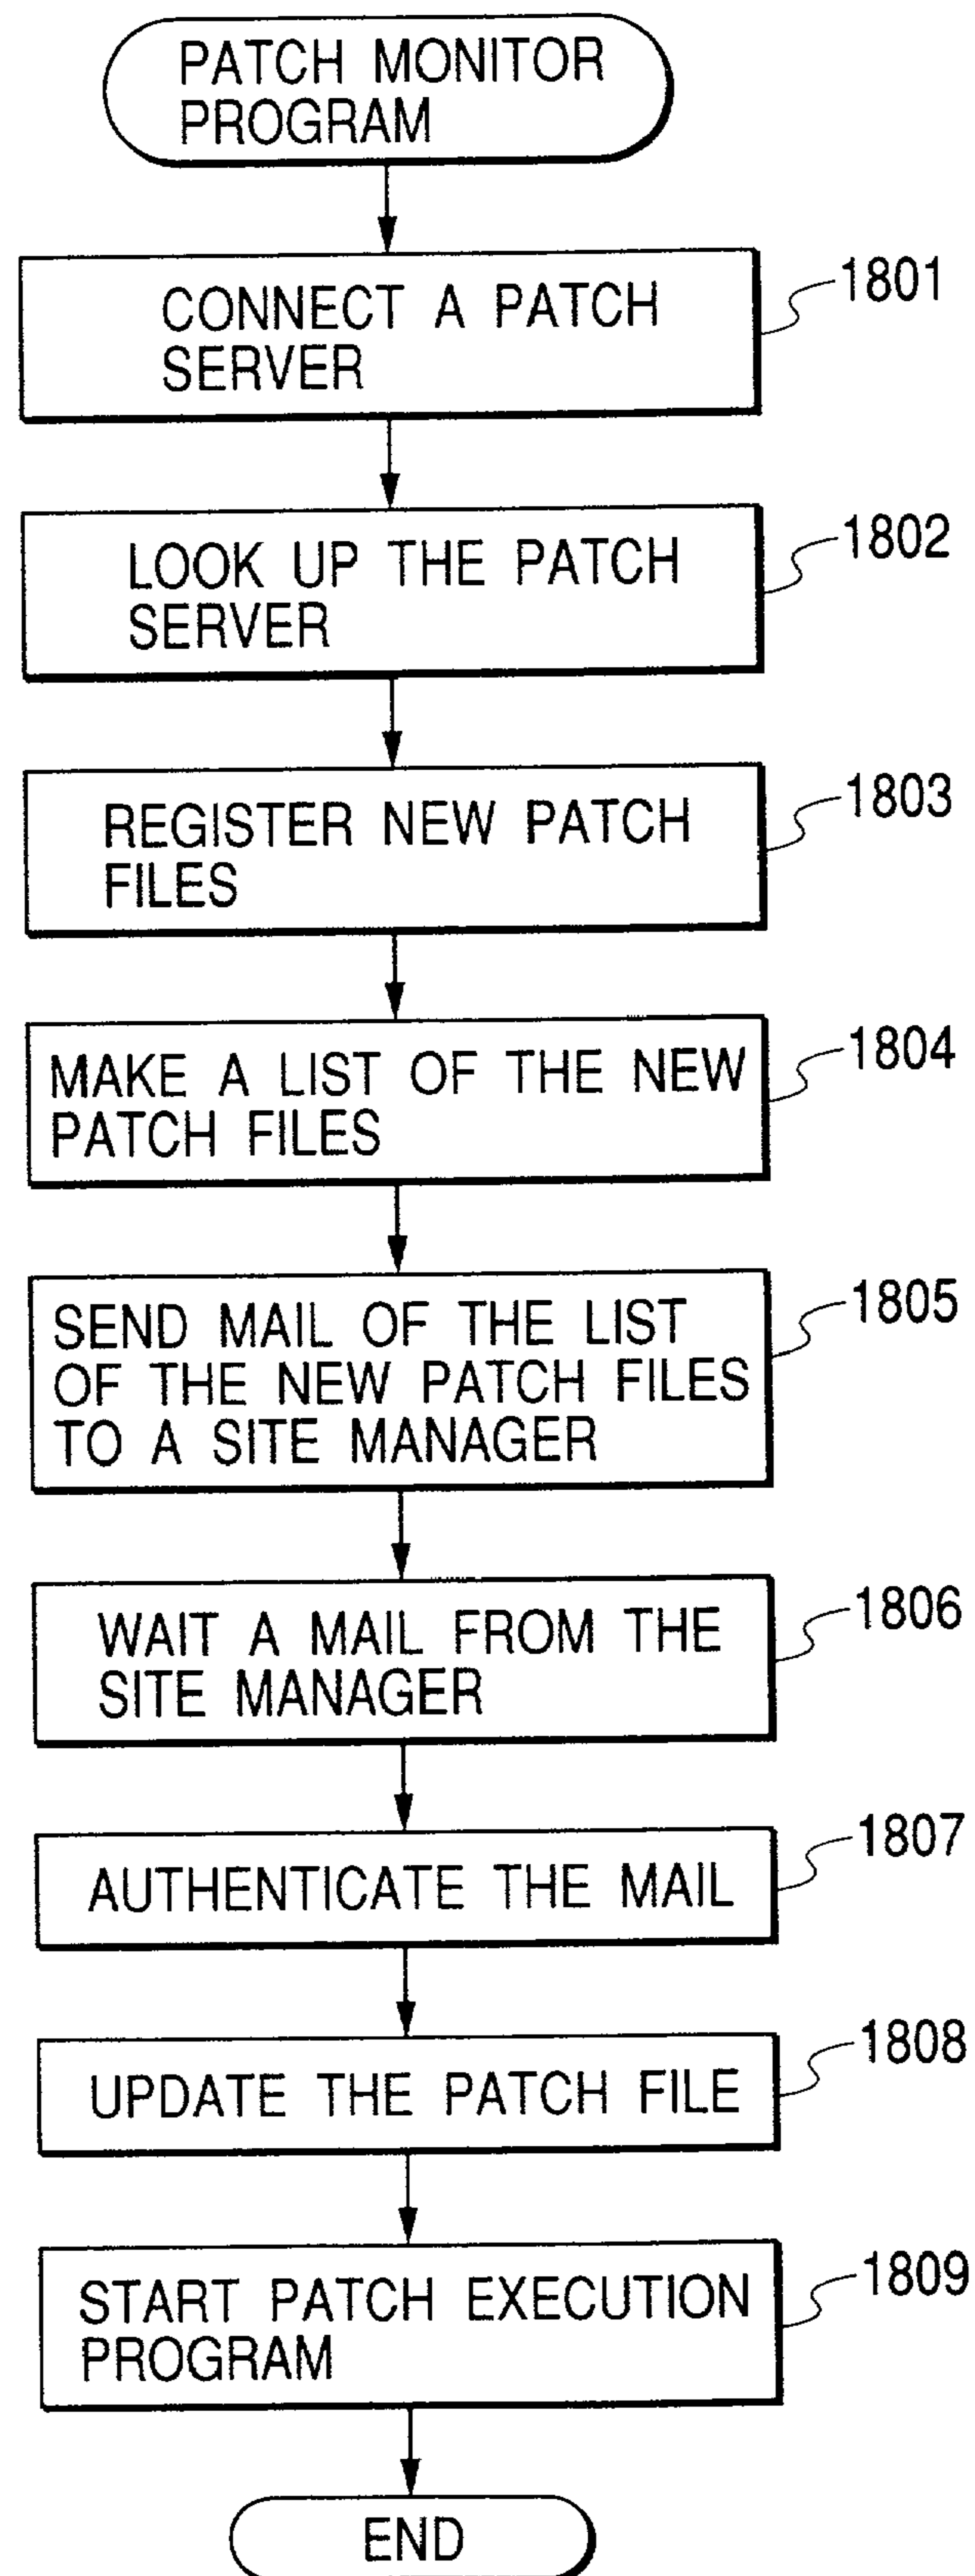 PATCH MONITOR
PROGRAM
CONNECT A PATCH
SERVER
1801
LOOK UP THE PATCH
SERVER
1802
REGISTER NEW PATCH
FILES
1803
MAKE A LIST OF THE NEW
PATCH FILES
1804
SEND MAIL OF THE LIST
OF THE NEW PATCH FILES
TO A SITE MANAGER
1805
WAIT A MAIL FROM THE
SITE MANAGER
1806
AUTHENTICATE THE MAIL
1807
UPDATE THE PATCH FILE
1808
START PATCH EXECUTION
PROGRAM
1809
END